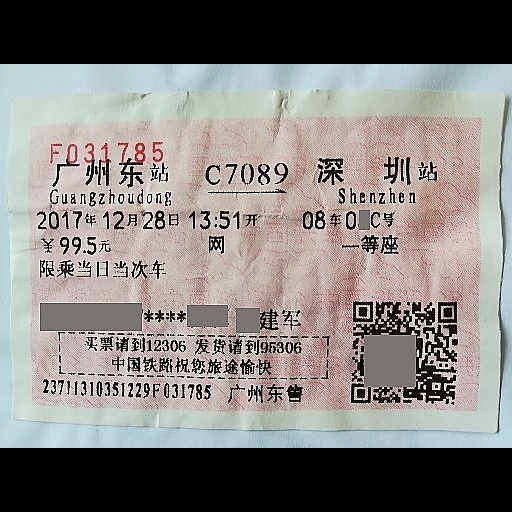 F031785
广州东站 C7089 深圳站
Guangzhoudong Shenzhen
2017年12月28日 13:51开 08车0 C号
￥99.5元 网 一等座
限乘当日当次车
**** 建军
买票请到12306 发货请到95306
中国铁路祝您旅途愉快
23711310351229F031785 广州东售